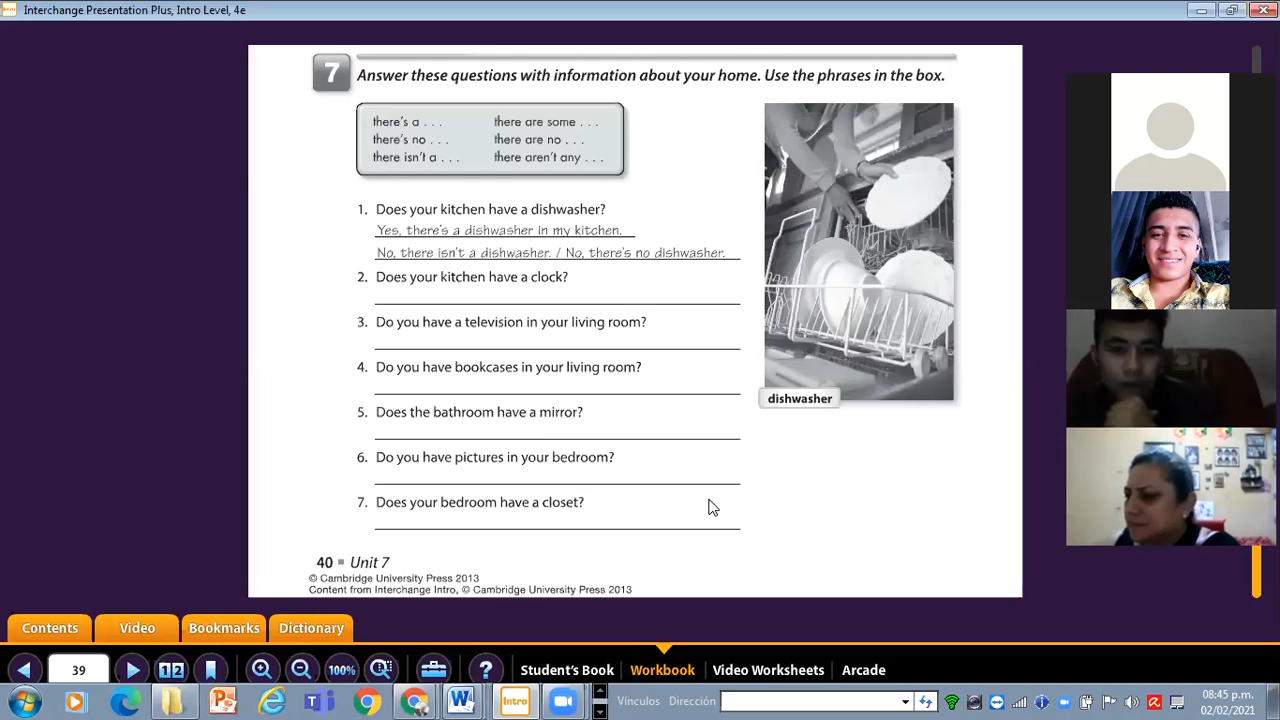 Interchange Presentation Plus, Intro Level, 4e
7 Answer these questions with information about your home. Use the phrases in the box.
there's a . . . there are some . . .
there's no . . . there are no . . .
there isn't a . . . there aren't any . . .
1. Does your kitchen have a dishwasher?
Yes, there's a dishwasher in my kitchen.
No, there isn't a dishwasher. / No, there's no dishwasher.
2. Does your kitchen have a clock?
3. Do you have a television in your living room?
4. Do you have bookcases in your living room?
dishwasher
5. Does the bathroom have a mirror?
6. Do you have pictures in your bedroom?
7. Does your bedroom have a closet?
40 Unit 7
© Cambridge University Press 2013
Content from Interchange Intro, © Cambridge University Press 2013
Contents Video Bookmarks Dictionary
39 12 100% ? Student's Book Workbook Video Worksheets Arcade
Intro Vínculos Dirección 08:45 p.m.
02/02/2021